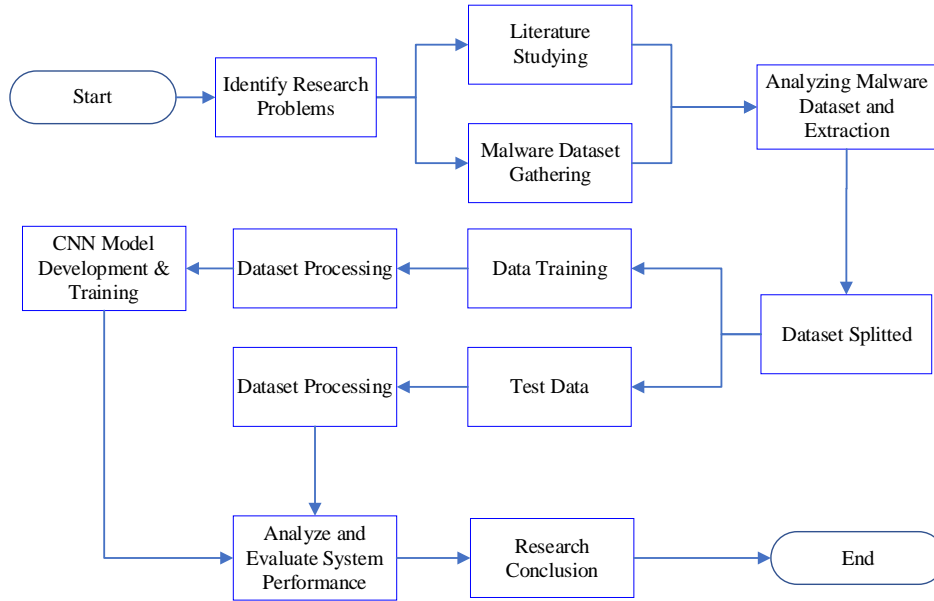 Start
Identify Research
Problems
Literature
Studying
Malware Dataset
Gathering
Analyzing Malware
Dataset and
Extraction
Dataset Splitted
Data Training
Dataset Processing
CNN Model
Development &
Training
Test Data
Dataset Processing
Analyze and
Evaluate System
Performance
Research
Conclusion
End